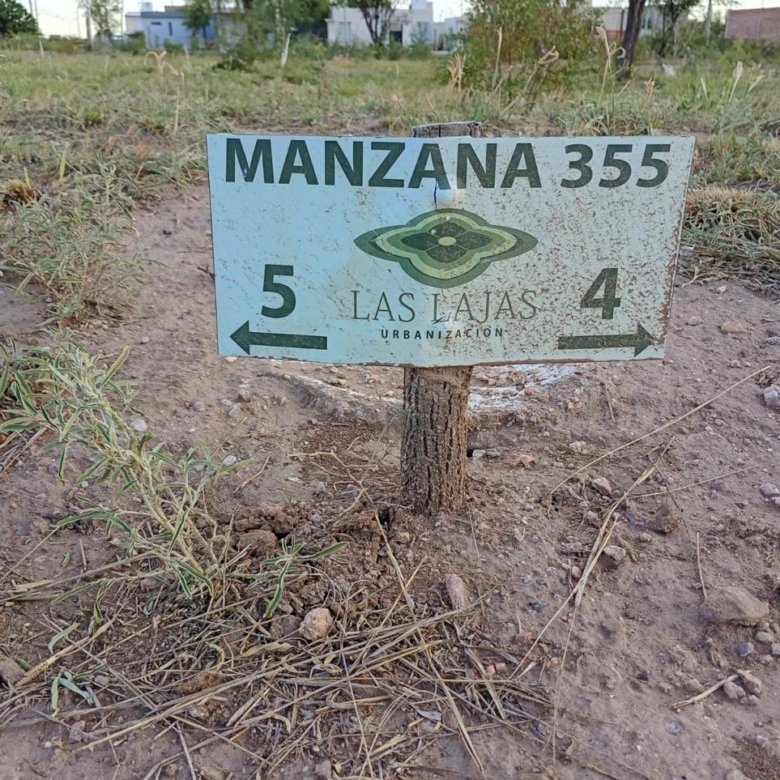 MANZANA 355
5 4
LAS LAJAS
URBANIZACION